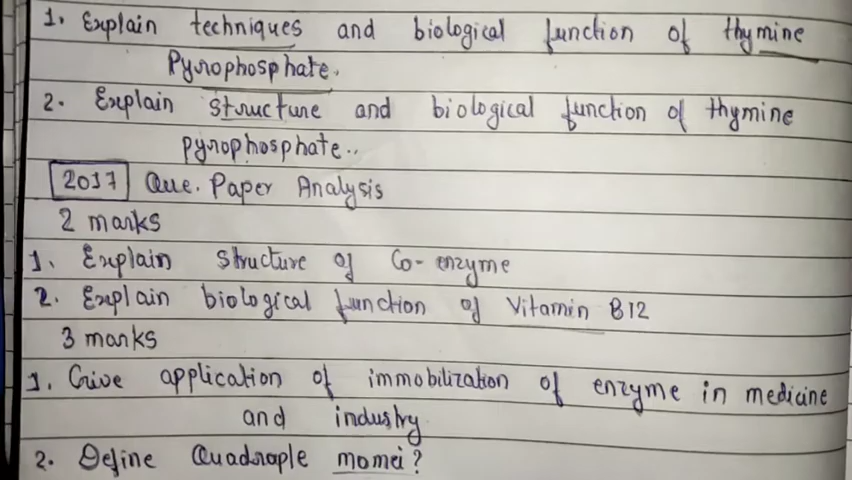 1. Explain techniques and biological function of thymine
Pyrophosphate.
2. Explain structure and biological function of thymine
pyrophosphate..
2017 Que. Paper Analysis
2 marks
1. Explain structure of Co-enzyme
2. Explain biological function of Vitamin B12
3 marks
1. Give application of immobilization of enzyme in medicine
and industry
2. Define Quadraple momei?